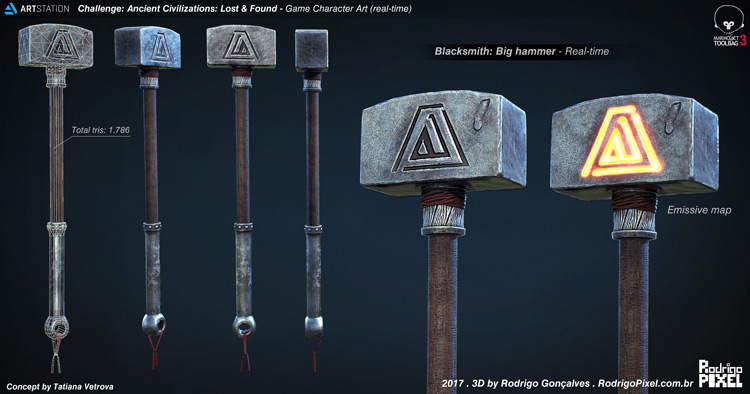 ARTSTATION
Challenge: Ancient Civilizations: Lost & Found - Game Character Art (real-time)
MARMOSET
TOOLBAG 3
Blacksmith: Big hammer - Real-time
Total tris: 1.786
Emissive map
Concept by Tatiana Vetrova
2017 . 3D by Rodrigo Gonçalves . RodrigoPixel.com.br
Rodrigo
PIXEL